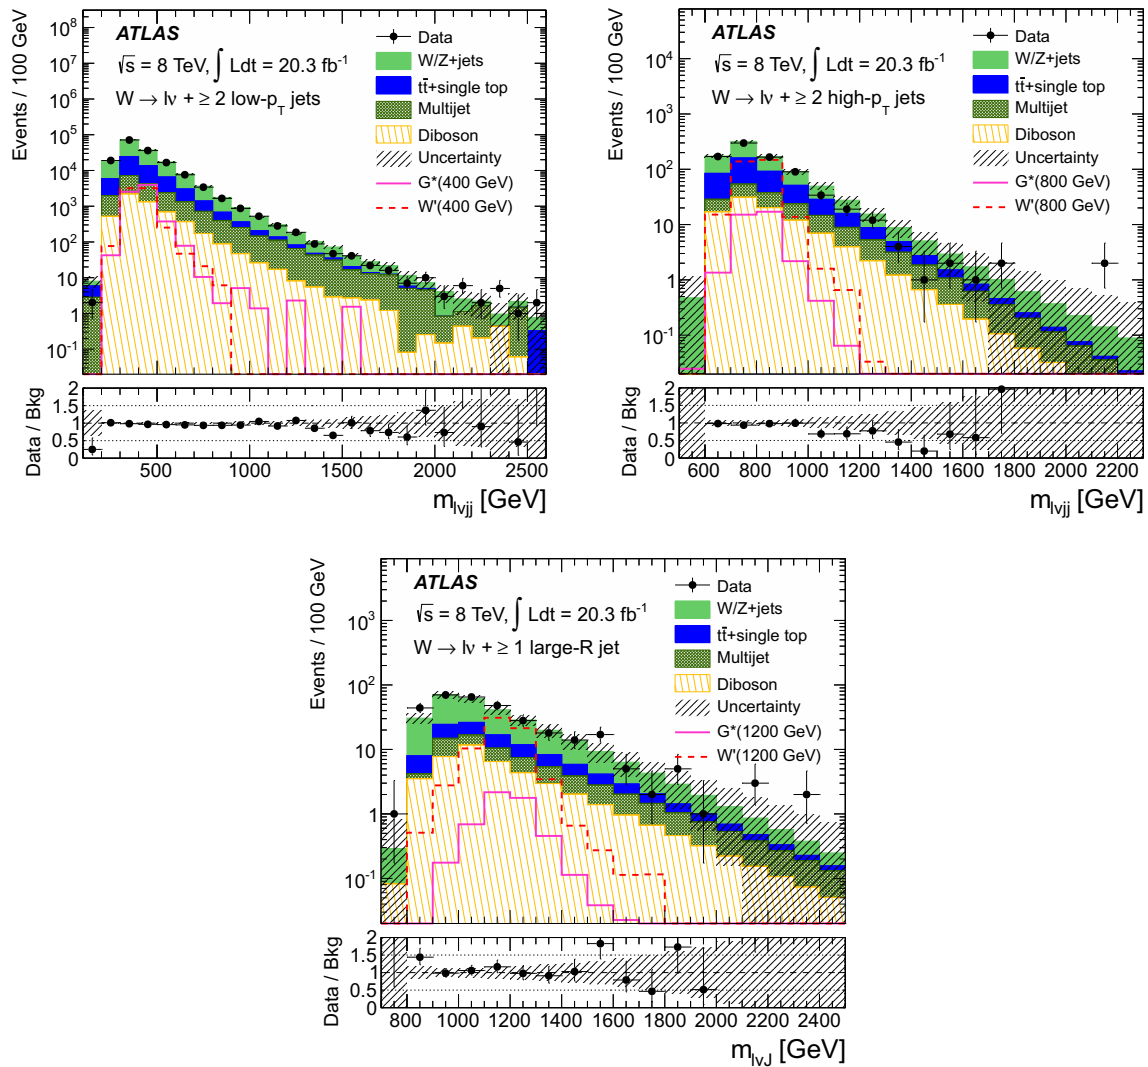 ATLAS
√s = 8 TeV, ∫ Ldt = 20.3 fb⁻¹
W → lν + ≥ 2 low-p_T jets
Data
W/Z+jets
tt̄+single top
Multijet
Diboson
Uncertainty
G*(400 GeV)
W'(400 GeV)
Events / 100 GeV
10⁸
10⁷
10⁶
10⁵
10⁴
10³
10²
10
1
10⁻¹
Data / Bkg
2
1.5
1
0.5
0
500 1000 1500 2000 2500
m_lνjj [GeV]
ATLAS
√s = 8 TeV, ∫ Ldt = 20.3 fb⁻¹
W → lν + ≥ 2 high-p_T jets
Data
W/Z+jets
tt̄+single top
Multijet
Diboson
Uncertainty
G*(800 GeV)
W'(800 GeV)
Events / 100 GeV
10⁴
10³
10²
10
1
10⁻¹
Data / Bkg
2
1.5
1
0.5
0
600 800 1000 1200 1400 1600 1800 2000 2200
m_lνjj [GeV]
ATLAS
√s = 8 TeV, ∫ Ldt = 20.3 fb⁻¹
W → lν + ≥ 1 large-R jet
Data
W/Z+jets
tt̄+single top
Multijet
Diboson
Uncertainty
G*(1200 GeV)
W'(1200 GeV)
Events / 100 GeV
10³
10²
10
1
10⁻¹
Data / Bkg
2
1.5
1
0.5
0
800 1000 1200 1400 1600 1800 2000 2200 2400
m_lνJ [GeV]